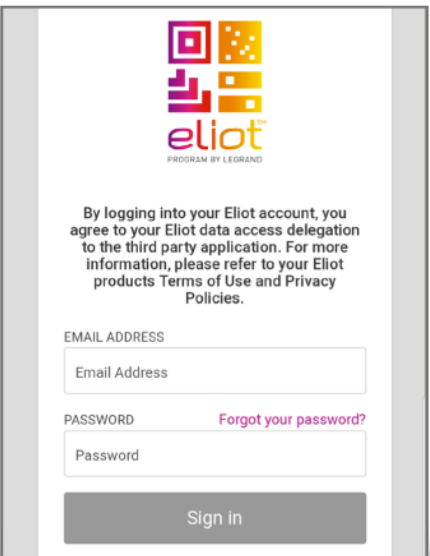 eliot™
PROGRAM BY LEGRAND
By logging into your Eliot account, you
agree to your Eliot data access delegation
to the third party application. For more
information, please refer to your Eliot
products Terms of Use and Privacy
Policies.
EMAIL ADDRESS
Email Address
PASSWORD Forgot your password?
Password
Sign in